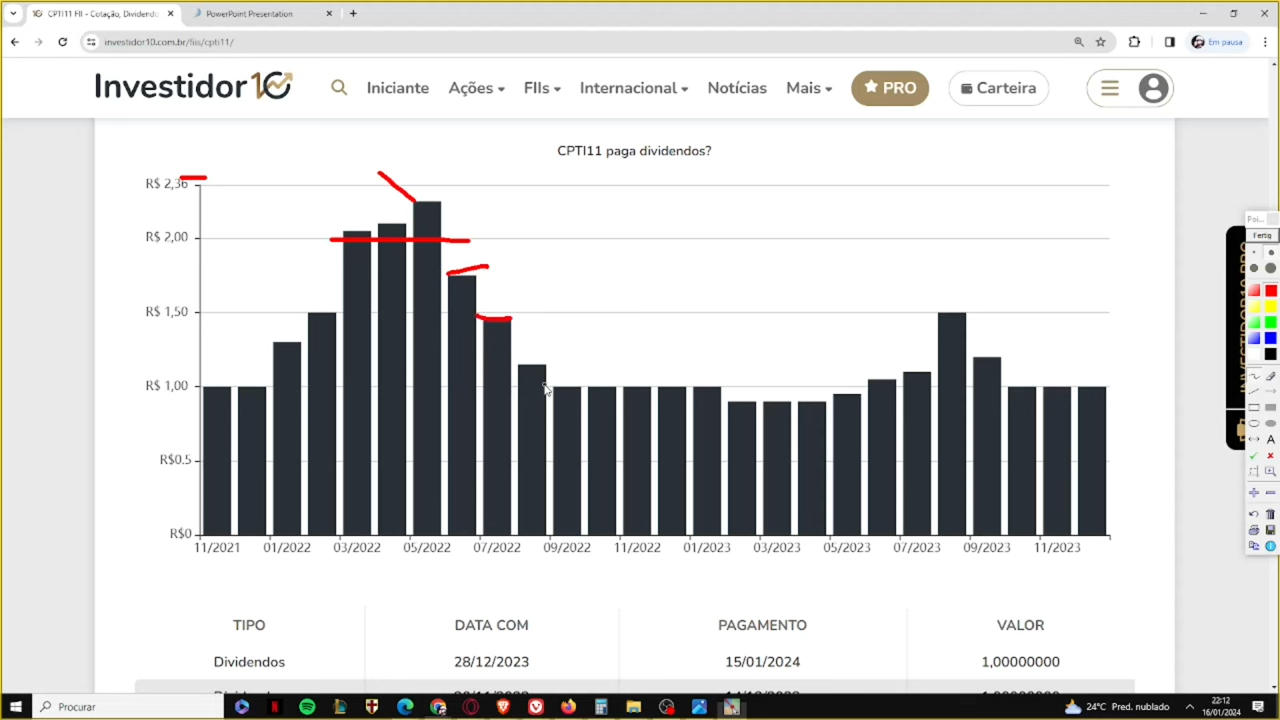 CPTI11 FII - Cotação, Dividendo
PowerPoint Presentation
investidor10.com.br/fiis/cpti11/
Em pausa
Investidor10
Iniciante
Ações
FIIs
Internacional
Notícias
Mais
PRO
Carteira
CPTI11 paga dividendos?
R$ 2,36
R$ 2,00
R$ 1,50
R$ 1,00
R$0.5
R$0
11/2021 01/2022 03/2022 05/2022 07/2022 09/2022 11/2022 01/2023 03/2023 05/2023 07/2023 09/2023 11/2023
TIPO DATA COM PAGAMENTO VALOR
Dividendos 28/12/2023 15/01/2024 1,00000000
Poi...
Fertig
INVESTIDOR10 PRO
A
Procurar
24°C Pred. nublado
22:12
16/01/2024